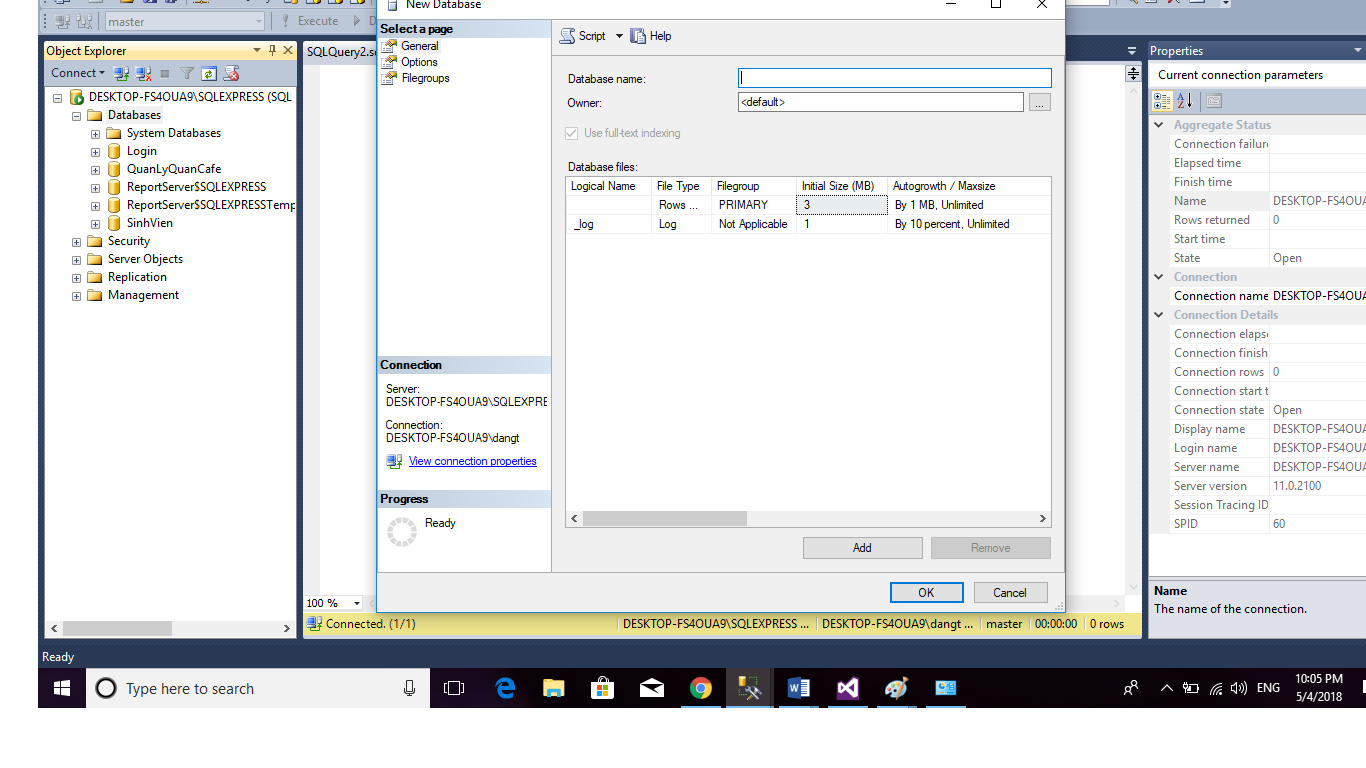 New Database
master
Execute
Object Explorer
Connect
DESKTOP-FS4OUA9\SQLEXPRESS (SQL
Databases
System Databases
Login
QuanLyQuanCafe
ReportServer$SQLEXPRESS
ReportServer$SQLEXPRESSTemp
SinhVien
Security
Server Objects
Replication
Management
SQLQuery2.s
Select a page
General
Options
Filegroups
Connection
Server:
DESKTOP-FS4OUA9\SQLEXPRE
Connection:
DESKTOP-FS4OUA9\dangt
View connection properties
Progress
Ready
Script Help
Database name:
Owner: <default> ...
Use full-text indexing
Database files:
Logical Name File Type Filegroup Initial Size (MB) Autogrowth / Maxsize
Rows ... PRIMARY 3 By 1 MB, Unlimited
_log Log Not Applicable 1 By 10 percent, Unlimited
Add Remove
OK Cancel
100 %
Connected. (1/1) DESKTOP-FS4OUA9\SQLEXPRESS ... DESKTOP-FS4OUA9\dangt ... master 00:00:00 0 rows
Properties
Current connection parameters
Aggregate Status
Connection failur
Elapsed time
Finish time
Name DESKTOP-FS4OUA
Rows returned 0
Start time
State Open
Connection
Connection name DESKTOP-FS4OUA
Connection Details
Connection elaps
Connection finish
Connection rows 0
Connection start t
Connection state Open
Display name DESKTOP-FS4OUA
Login name DESKTOP-FS4OUA
Server name DESKTOP-FS4OUA
Server version 11.0.2100
Session Tracing ID
SPID 60
Name
The name of the connection.
Ready
Type here to search
ENG
10:05 PM
5/4/2018